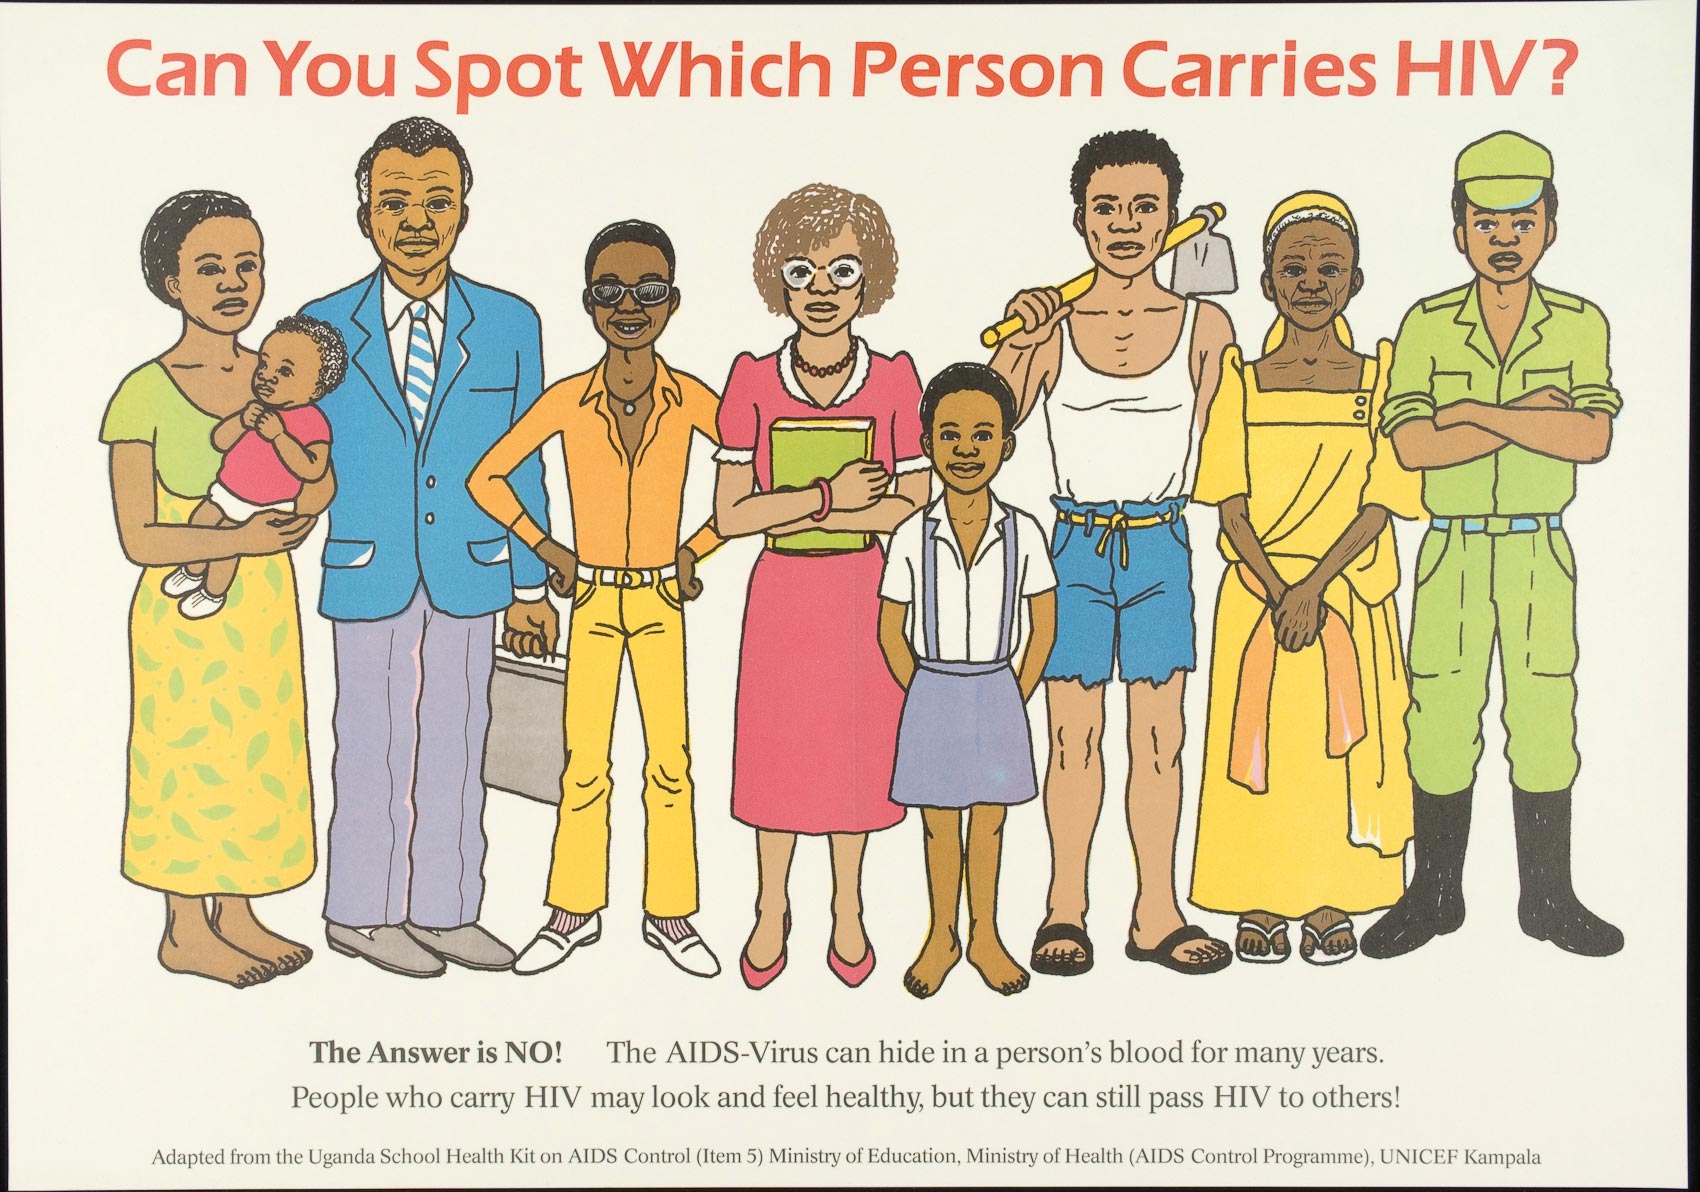 Can You Spot Which Person Carries HIV?
The Answer is NO! The AIDS-Virus can hide in a person's blood for many years.
People who carry HIV may look and feel healthy, but they can still pass HIV to others!
Adapted from the Uganda School Health Kit on AIDS Control (Item 5) Ministry of Education, Ministry of Health (AIDS Control Programme), UNICEF Kampala